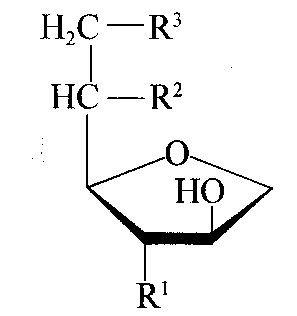 H₂C—R³
HC—R²
O
HO
R¹